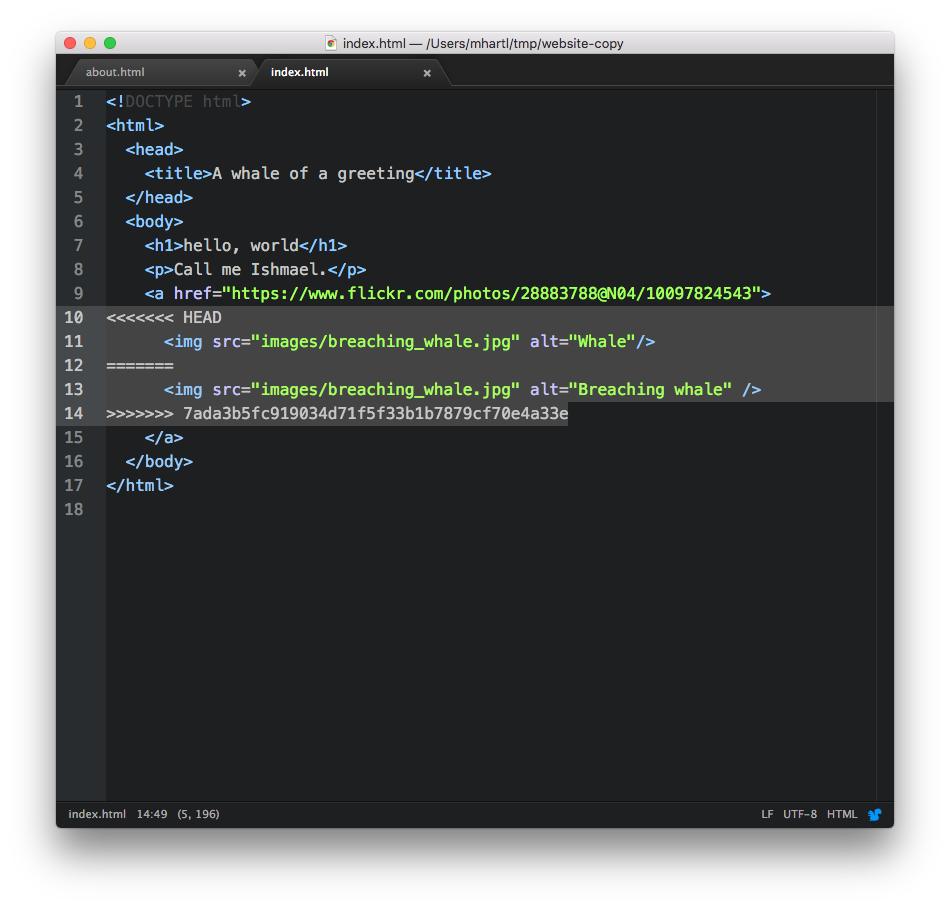 index.html — /Users/mhartl/tmp/website-copy
about.html × index.html ×
1 <!DOCTYPE html>
2 <html>
3   <head>
4     <title>A whale of a greeting</title>
5   </head>
6   <body>
7     <h1>hello, world</h1>
8     <p>Call me Ishmael.</p>
9     <a href="https://www.flickr.com/photos/28883788@N04/10097824543">
10 <<<<<<< HEAD
11       <img src="images/breaching_whale.jpg" alt="Whale"/>
12 =======
13       <img src="images/breaching_whale.jpg" alt="Breaching whale" />
14 >>>>>>> 7ada3b5fc919034d71f5f33b1b7879cf70e4a33e
15     </a>
16   </body>
17 </html>
18
index.html 14:49 (5, 196) LF UTF-8 HTML